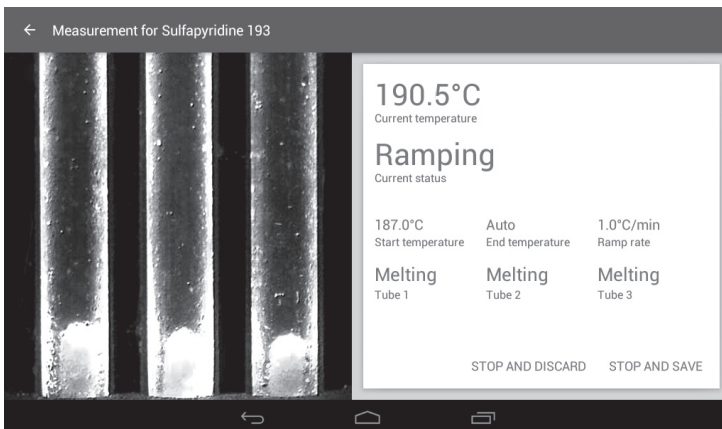 Measurement for Sulfapyridine 193
190.5°C
Current temperature
Ramping
Current status
187.0°C Auto 1.0°C/min
Start temperature End temperature Ramp rate
Melting Melting Melting
Tube 1 Tube 2 Tube 3
STOP AND DISCARD STOP AND SAVE